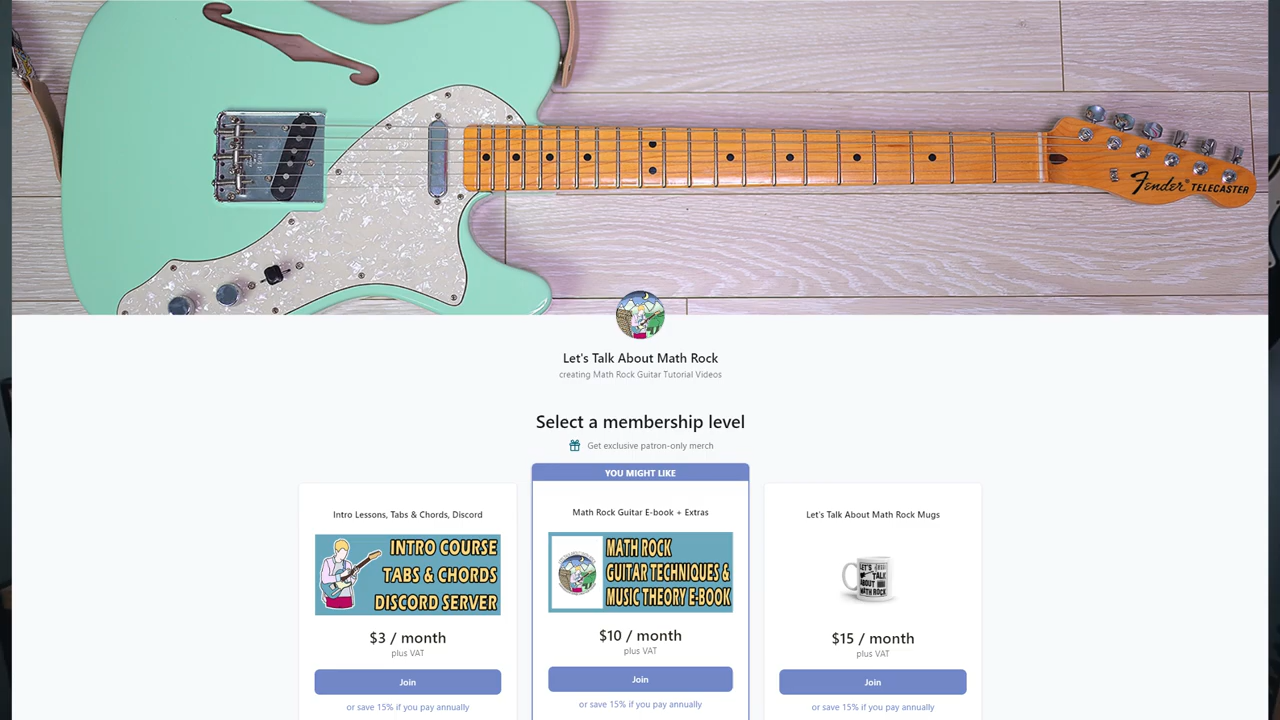 Fender TELECASTER
Let's Talk About Math Rock
creating Math Rock Guitar Tutorial Videos
Select a membership level
Get exclusive patron-only merch
YOU MIGHT LIKE
Intro Lessons, Tabs & Chords, Discord
INTRO COURSE
TABS & CHORDS
DISCORD SERVER
$3 / month
plus VAT
Join
or save 15% if you pay annually
Math Rock Guitar E-book + Extras
MATH ROCK
GUITAR TECHNIQUES &
MUSIC THEORY E-BOOK
$10 / month
plus VAT
Join
or save 15% if you pay annually
Let's Talk About Math Rock Mugs
LET'S
TALK
ABOUT
MATH ROCK
$15 / month
plus VAT
Join
or save 15% if you pay annually